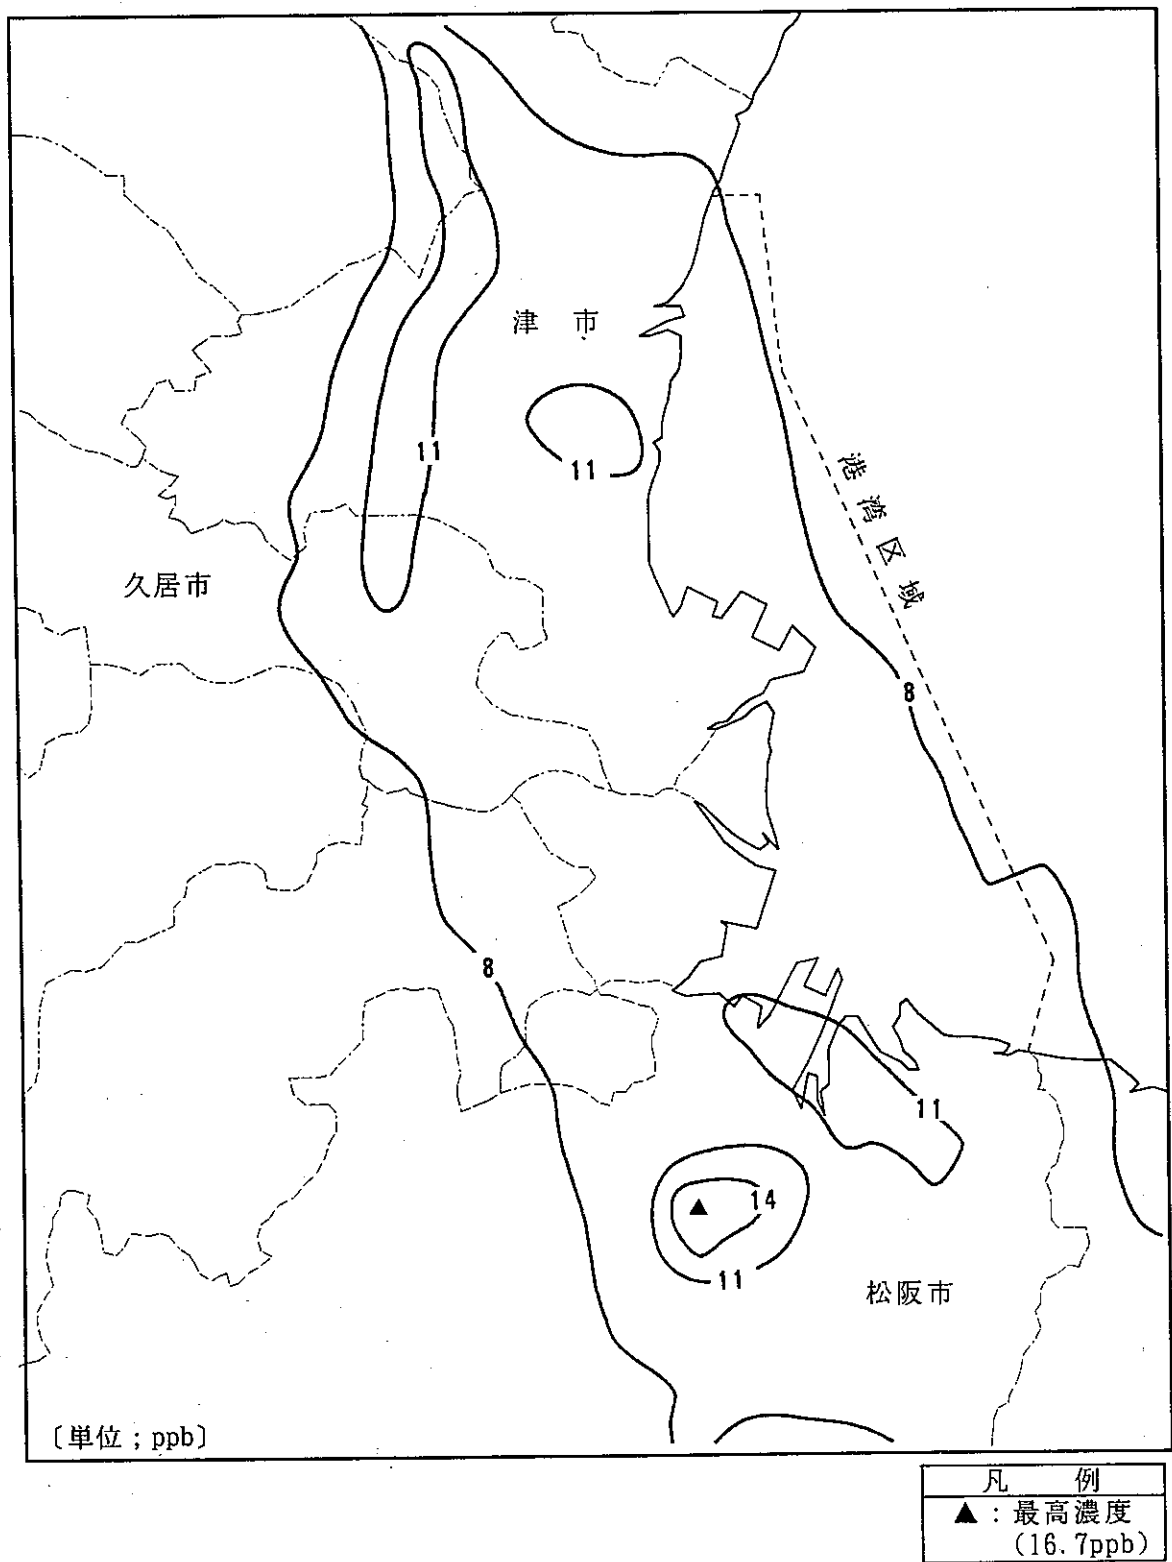 津 市
11
11
港湾区域
久居市
8
8
11
14
11
松阪市
〔単位；ppb〕
凡 例
▲：最高濃度
(16.7ppb)